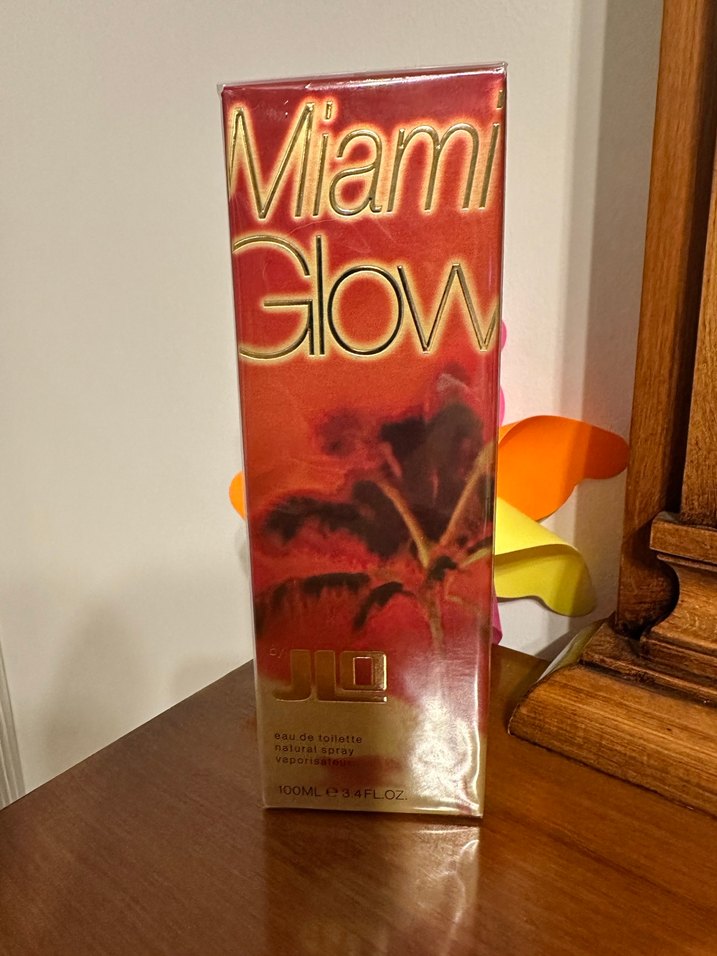 Miami
Glow
By JLO
eau de toilette
natural spray
vaporisateur
100ML ℮ 3.4FL.OZ.